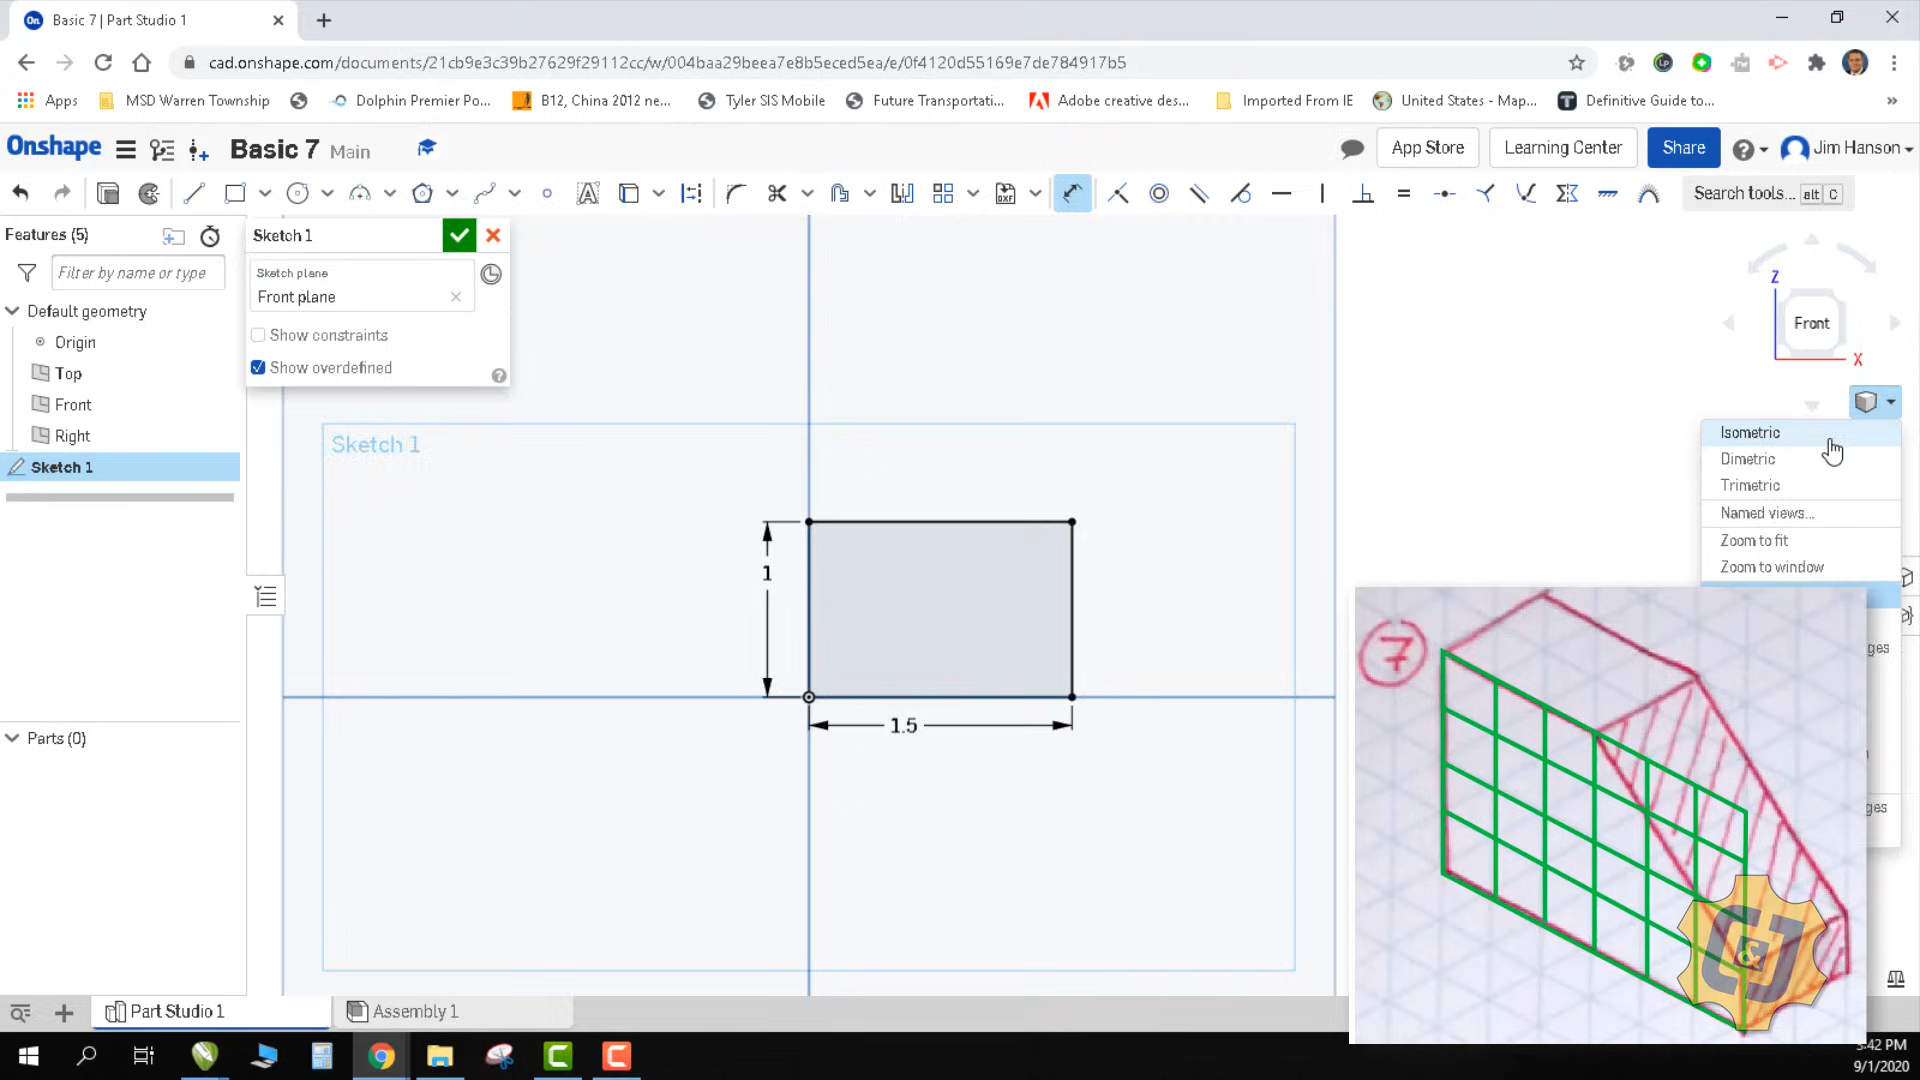 Basic 7 | Part Studio 1
cad.onshape.com/documents/21cb9e3c39b27629f29112cc/w/004baa29beea7e8b5eced5ea/e/0f4120d55169e7de784917b5
Apps
MSD Warren Township
Dolphin Premier Po...
B12, China 2012 ne...
Tyler SIS Mobile
Future Transportati...
Adobe creative des...
Imported From IE
United States - Map...
Definitive Guide to...
Onshape
Basic 7 Main
App Store
Learning Center
Share
Jim Hanson
Search tools... alt C
Features (5)
Filter by name or type
Default geometry
Origin
Top
Front
Right
Sketch 1
Parts (0)
Sketch 1
Sketch plane
Front plane
Show constraints
Show overdefined
Sketch 1
1
1.5
Z
Front
X
Isometric
Dimetric
Trimetric
Named views...
Zoom to fit
Zoom to window
ges
ges
7
C&J
Part Studio 1
Assembly 1
3:42 PM
9/1/2020